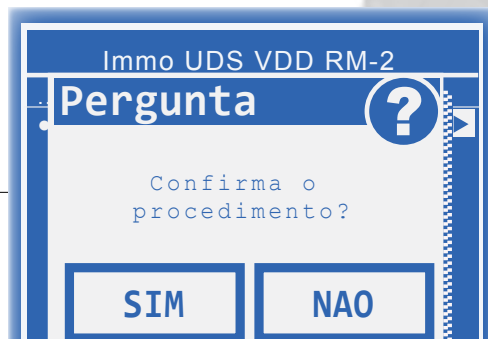 Immo UDS VDD RM-2
Pergunta
?
Confirma o
procedimento?
SIM
NAO